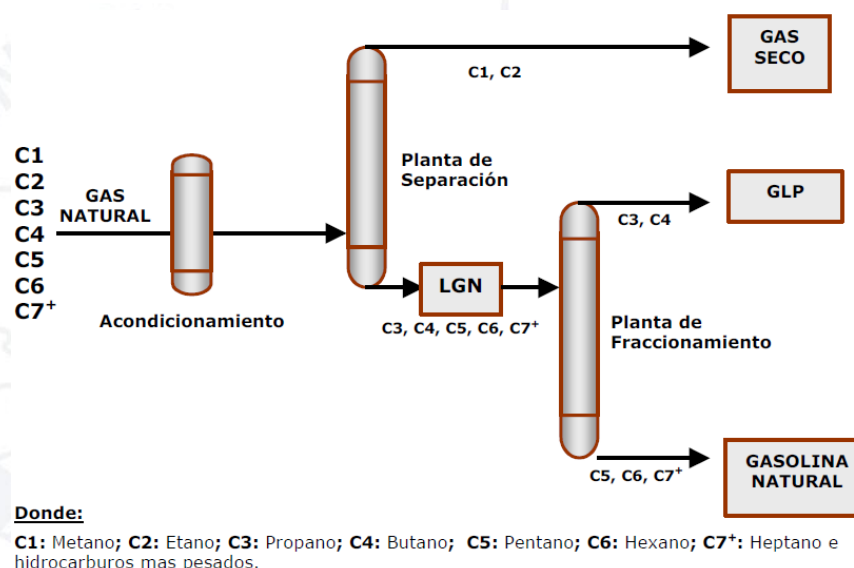 GAS
SECO
C1, C2
C1
C2
C3
C4
C5
C6
C7⁺
GAS
NATURAL
Acondicionamiento
Planta de
Separación
GLP
C3, C4
LGN
C3, C4, C5, C6, C7⁺
Planta de
Fraccionamiento
C5, C6, C7⁺
GASOLINA
NATURAL
Donde:
C1: Metano; C2: Etano; C3: Propano; C4: Butano; C5: Pentano; C6: Hexano; C7⁺: Heptano e
hidrocarburos mas pesados.